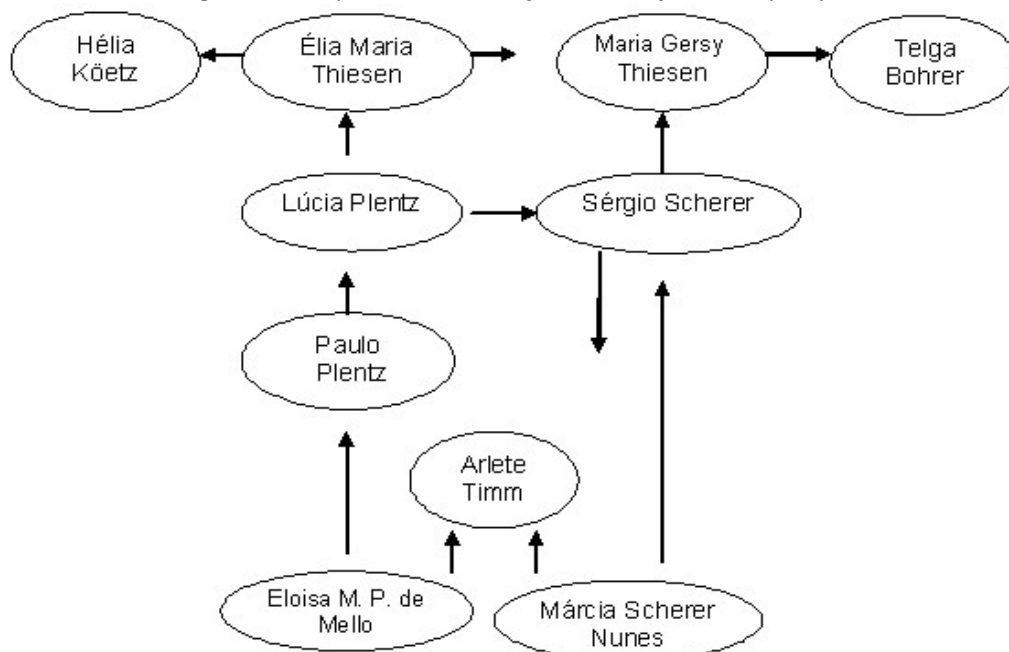 Hélia
Köetz
Élia Maria
Thiesen
Maria Gersy
Thiesen
Telga
Bohrer
Lúcia Plentz
Sérgio Scherer
Paulo
Plentz
Arlete
Timm
Eloisa M. P. de
Mello
Márcia Scherer
Nunes